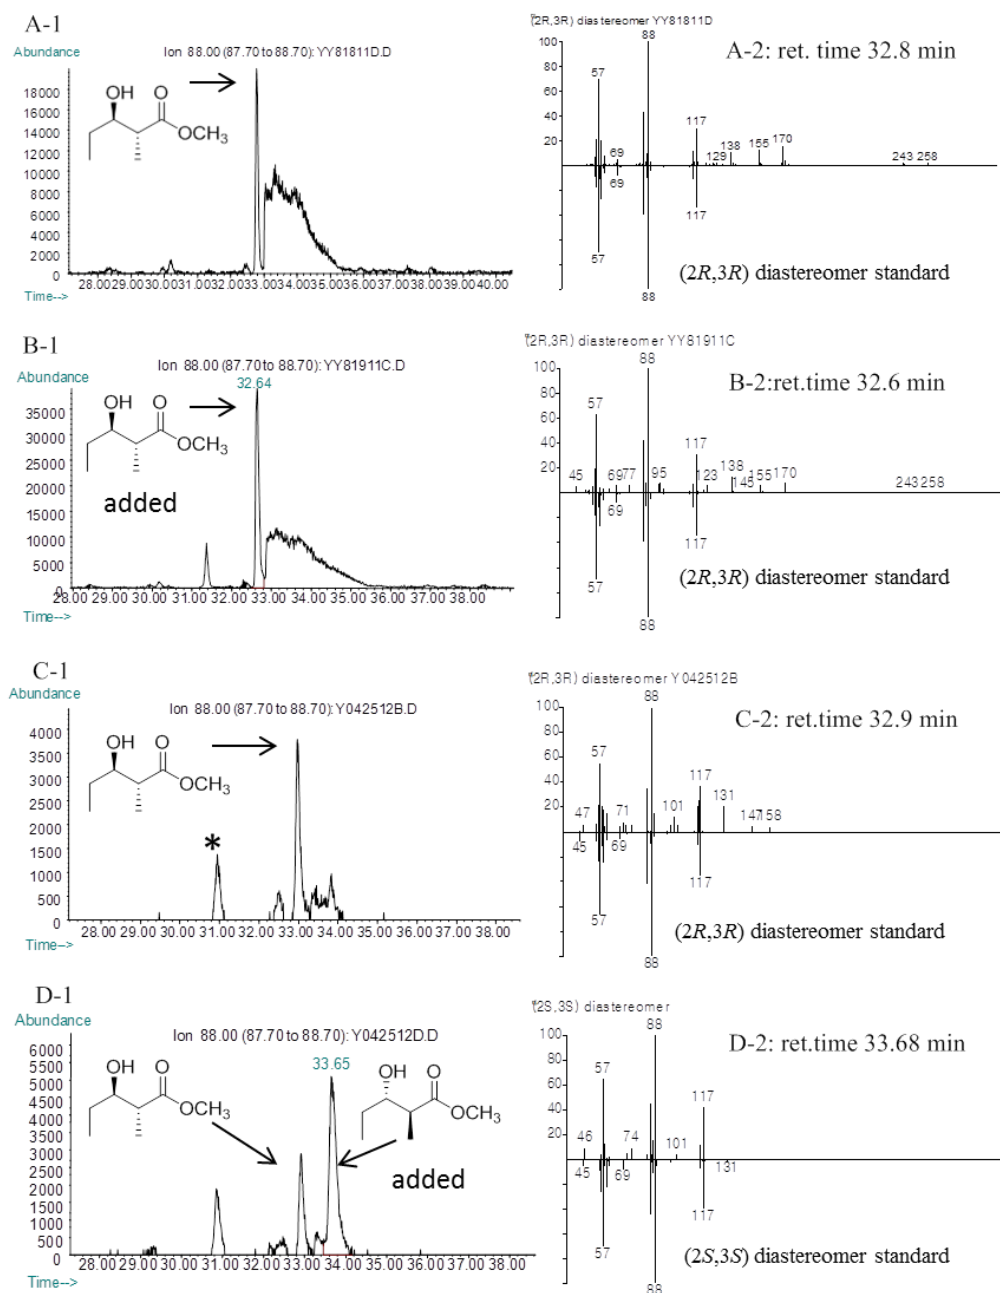 A-1
Abundance
Ion 88.00 (87.70 to 88.70): YY81811D.D
18000
16000
14000
12000
10000
8000
6000
4000
2000
0
OH O
OCH3
28.00 29.00 30.00 31.00 32.00 33.00 34.00 35.00 36.00 37.00 38.00 39.00 40.00
Time-->
(2R,3R) diastereomer YY81811D
A-2: ret. time 32.8 min
100
80
60
40
20
57
88
69
117
129
138
155
170
243 258
69
117
57
88
(2R,3R) diastereomer standard
B-1
Abundance
Ion 88.00 (87.70 to 88.70): YY81911C.D
32.64
35000
30000
25000
20000
15000
10000
5000
0
OH O
OCH3
added
28.00 29.00 30.00 31.00 32.00 33.00 34.00 35.00 36.00 37.00 38.00
Time-->
(2R,3R) diastereomer YY81911C
B-2:ret.time 32.6 min
100
80
60
40
20
88
57
117
45
69
77
95
123
138
145
155
170
243 258
69
117
57
88
(2R,3R) diastereomer standard
C-1
Abundance
Ion 88.00 (87.70 to 88.70): Y042512B.D
4000
3500
3000
2500
2000
1500
1000
500
0
OH O
OCH3
*
28.00 29.00 30.00 31.00 32.00 33.00 34.00 35.00 36.00 37.00 38.00
Time-->
(2R,3R) diastereomer Y042512B
C-2: ret.time 32.9 min
100
80
60
40
20
88
57
117
47
71
101
131
147
158
45
69
117
57
88
(2R,3R) diastereomer standard
D-1
Abundance
Ion 88.00 (87.70 to 88.70): Y042512D.D
33.65
6000
5500
5000
4500
4000
3500
3000
2500
2000
1500
1000
500
0
OH O
OCH3
OH O
OCH3
added
28.00 29.00 30.00 31.00 32.00 33.00 34.00 35.00 36.00 37.00 38.00
Time-->
(2S,3S) diastereomer
D-2: ret.time 33.68 min
100
80
60
40
20
88
57
117
46
74
101
45
69
131
117
57
88
(2S,3S) diastereomer standard